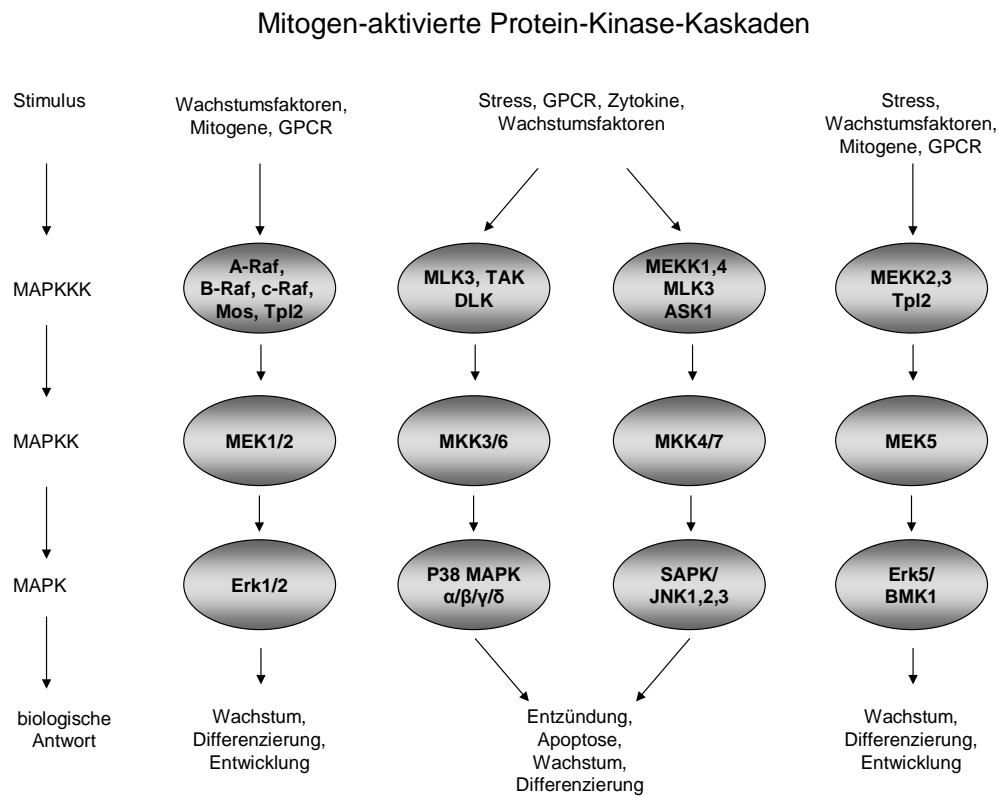 Mitogen-aktivierte Protein-Kinase-Kaskaden
Stimulus
Wachstumsfaktoren,
Mitogene, GPCR
Stress, GPCR, Zytokine,
Wachstumsfaktoren
Stress,
Wachstumsfaktoren,
Mitogene, GPCR
MAPKKK
A-Raf,
B-Raf, c-Raf,
Mos, Tpl2
MLK3, TAK
DLK
MEKK1,4
MLK3
ASK1
MEKK2,3
Tpl2
MAPKK
MEK1/2
MKK3/6
MKK4/7
MEK5
MAPK
Erk1/2
P38 MAPK
α/β/γ/δ
SAPK/
JNK1,2,3
Erk5/
BMK1
biologische
Antwort
Wachstum,
Differenzierung,
Entwicklung
Entzündung,
Apoptose,
Wachstum,
Differenzierung
Wachstum,
Differenzierung,
Entwicklung